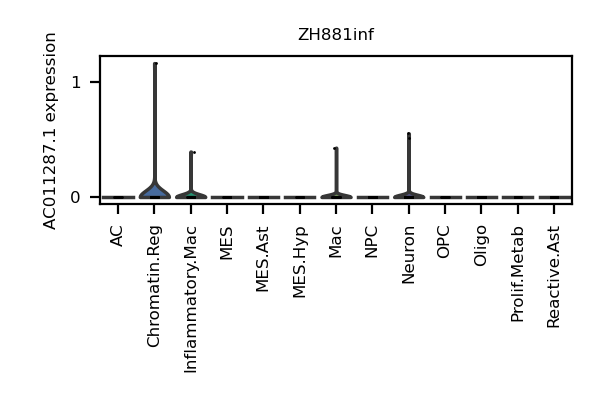 ZH881inf
AC011287.1 expression
1
0
AC
Chromatin.Reg
Inflammatory.Mac
MES
MES.Ast
MES.Hyp
Mac
NPC
Neuron
OPC
Oligo
Prolif.Metab
Reactive.Ast